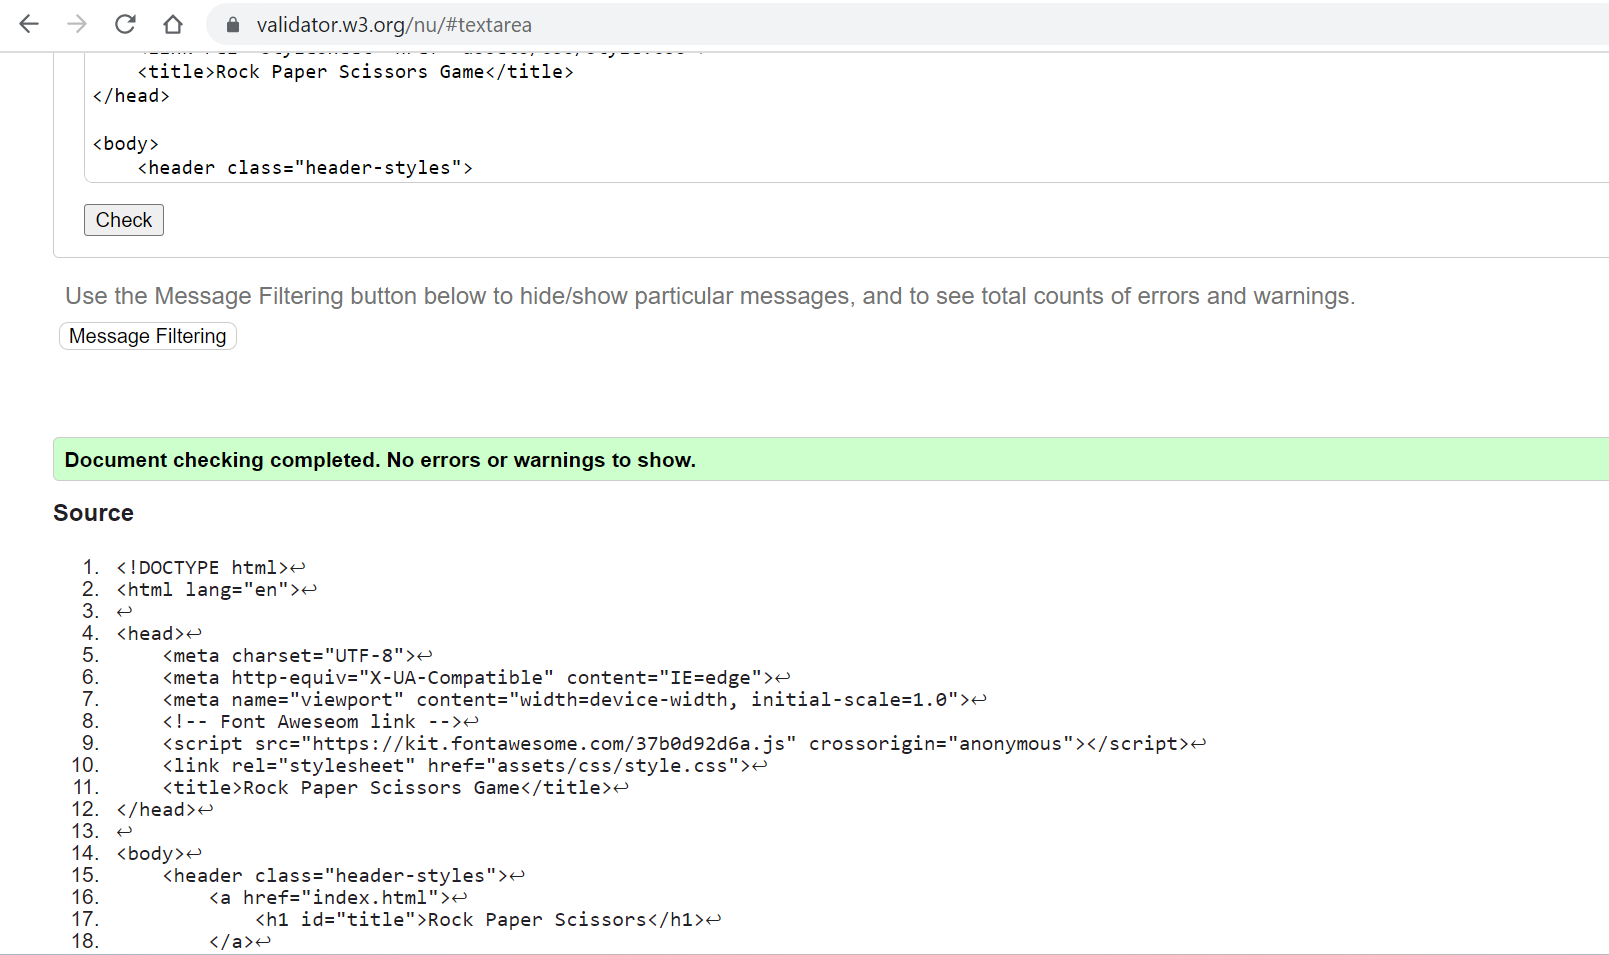 validator.w3.org/nu/#textarea
<title>Rock Paper Scissors Game</title>
</head>
<body>
<header class="header-styles">
Check
Use the Message Filtering button below to hide/show particular messages, and to see total counts of errors and warnings.
Message Filtering
Document checking completed. No errors or warnings to show.
Source
1. <!DOCTYPE html>↩
2. <html lang="en">↩
3. ↩
4. <head>↩
5. <meta charset="UTF-8">↩
6. <meta http-equiv="X-UA-Compatible" content="IE=edge">↩
7. <meta name="viewport" content="width=device-width, initial-scale=1.0">↩
8. <!-- Font Aweseom link -->↩
9. <script src="https://kit.fontawesome.com/37b0d92d6a.js" crossorigin="anonymous"></script>↩
10. <link rel="stylesheet" href="assets/css/style.css">↩
11. <title>Rock Paper Scissors Game</title>↩
12. </head>↩
13. ↩
14. <body>↩
15. <header class="header-styles">↩
16. <a href="index.html">↩
17. <h1 id="title">Rock Paper Scissors</h1>↩
18. </a>↩